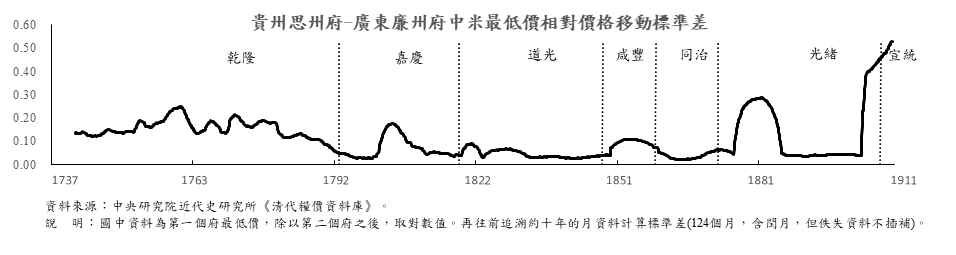 貴州思州府-廣東廉州府中米最低價相對價格移動標準差
0.60
0.50
0.40
0.30
0.20
0.10
0.00
乾隆
嘉慶
道光
咸豐
同治
光緒
宣統
1737
1763
1792
1822
1851
1881
1911
資料來源：中央研究院近代史研究所《清代糧價資料庫》。
說　明：圖中資料為第一個府最低價，除以第二個府之後，取對數值。再往前追溯約十年的月資料計算標準差(124個月，含閏月，但佚失資料不插補)。